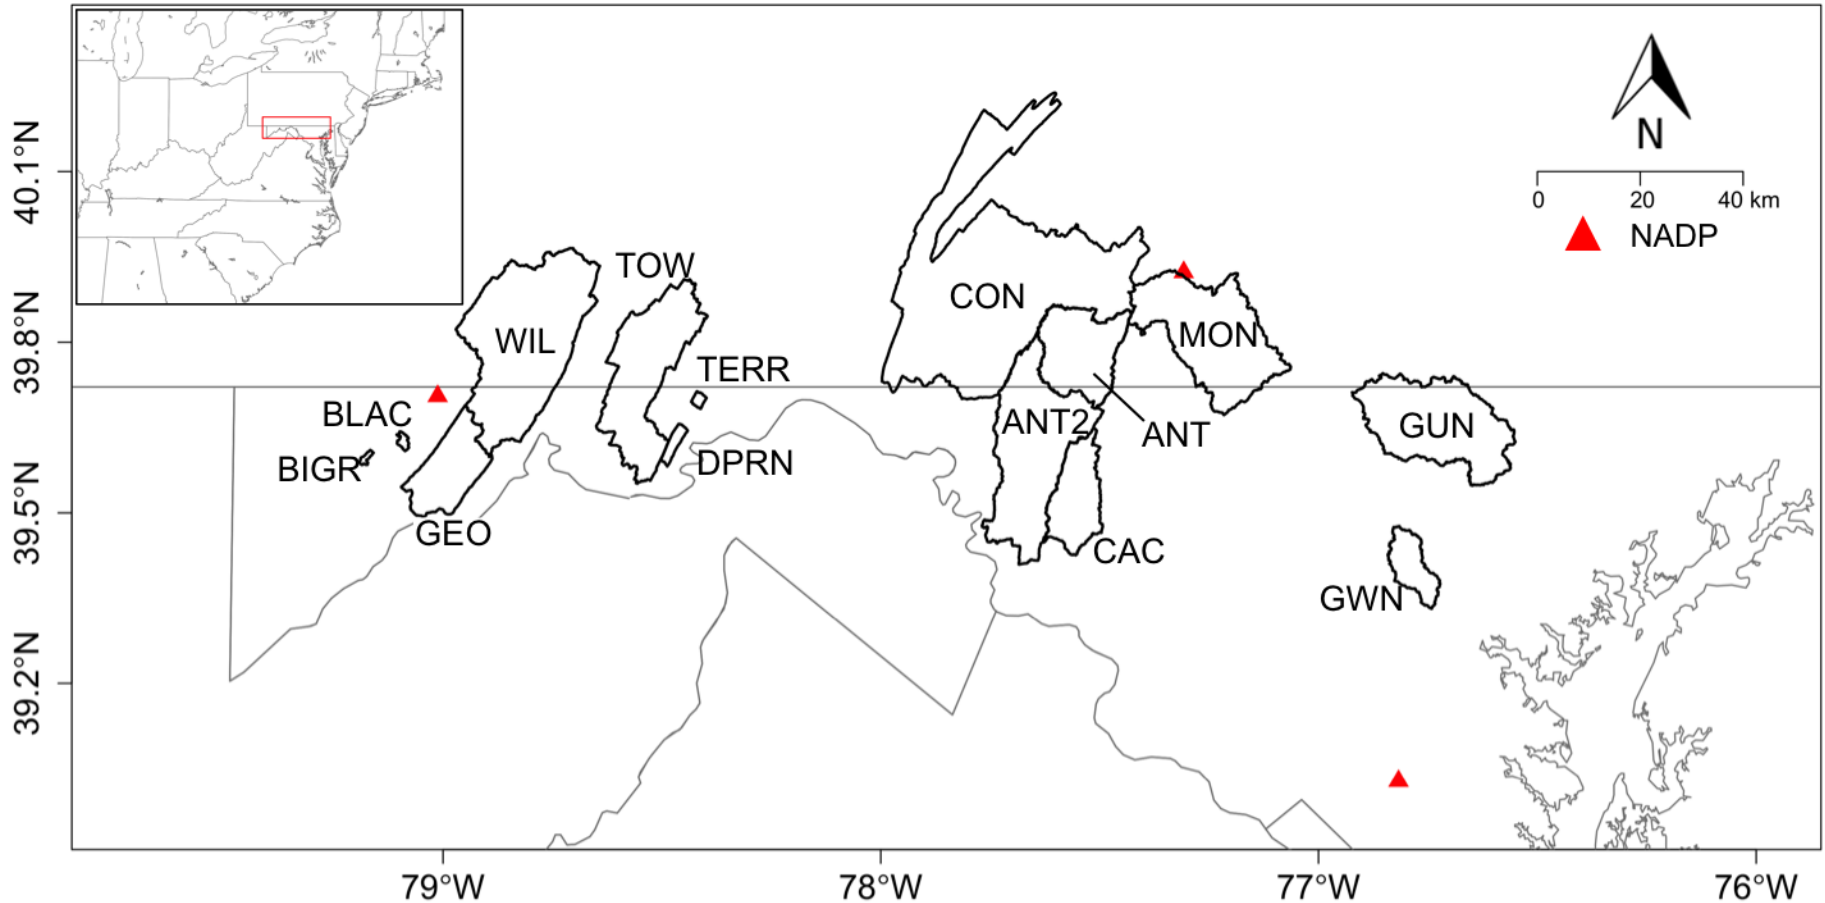 N
0 20 40 km
NADP
40.1°N
39.8°N
39.5°N
39.2°N
TOW
CON
WIL
MON
TERR
BLAC
ANT2
ANT
GUN
BIGR
DPRN
GEO
CAC
GWN
79°W 78°W 77°W 76°W